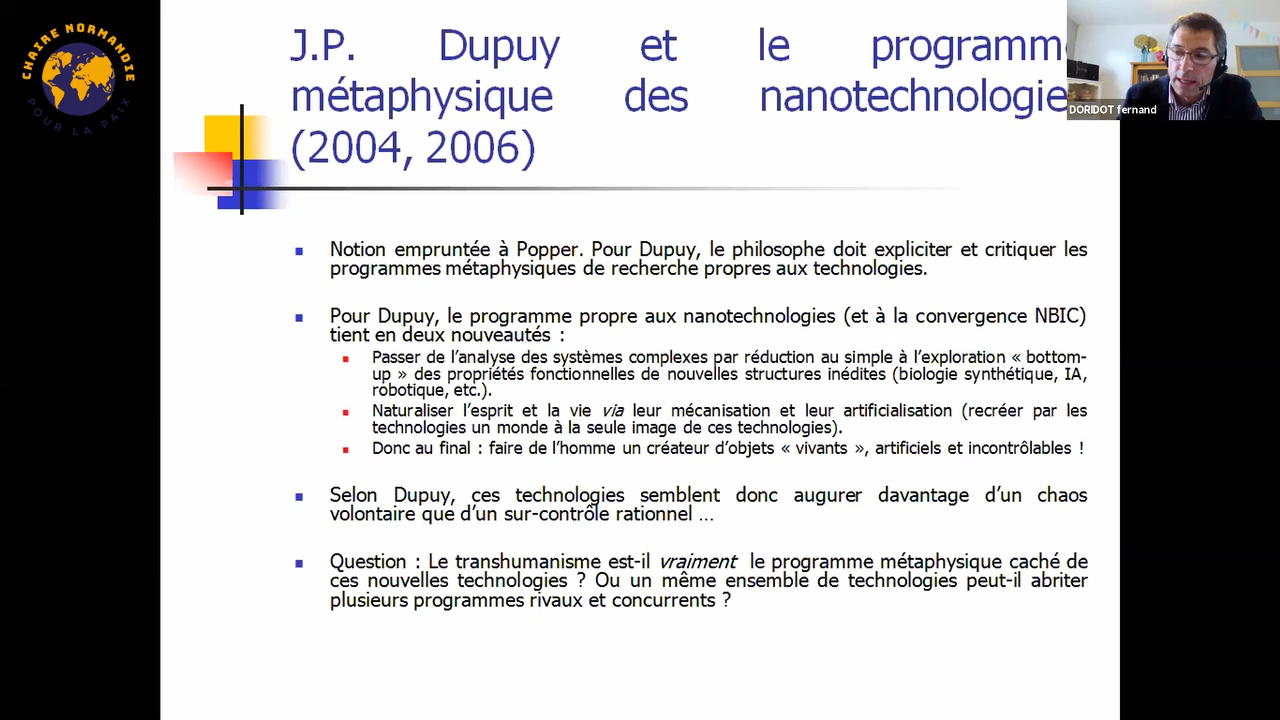 CHAIRE NORMANDIE
POUR LA PAIX
J.P. Dupuy et le programm
métaphysique des nanotechnologie
(2004, 2006)
DORIDOT fernand
Notion empruntée à Popper. Pour Dupuy, le philosophe doit expliciter et critiquer les
programmes métaphysiques de recherche propres aux technologies.
Pour Dupuy, le programme propre aux nanotechnologies (et à la convergence NBIC)
tient en deux nouveautés :
Passer de l’analyse des systèmes complexes par réduction au simple à l’exploration « bottom-
up » des propriétés fonctionnelles de nouvelles structures inédites (biologie synthétique, IA,
robotique, etc.).
Naturaliser l’esprit et la vie via leur mécanisation et leur artificialisation (recréer par les
technologies un monde à la seule image de ces technologies).
Donc au final : faire de l’homme un créateur d’objets « vivants », artificiels et incontrôlables !
Selon Dupuy, ces technologies semblent donc augurer davantage d’un chaos
volontaire que d’un sur-contrôle rationnel …
Question : Le transhumanisme est-il vraiment le programme métaphysique caché de
ces nouvelles technologies ? Ou un même ensemble de technologies peut-il abriter
plusieurs programmes rivaux et concurrents ?